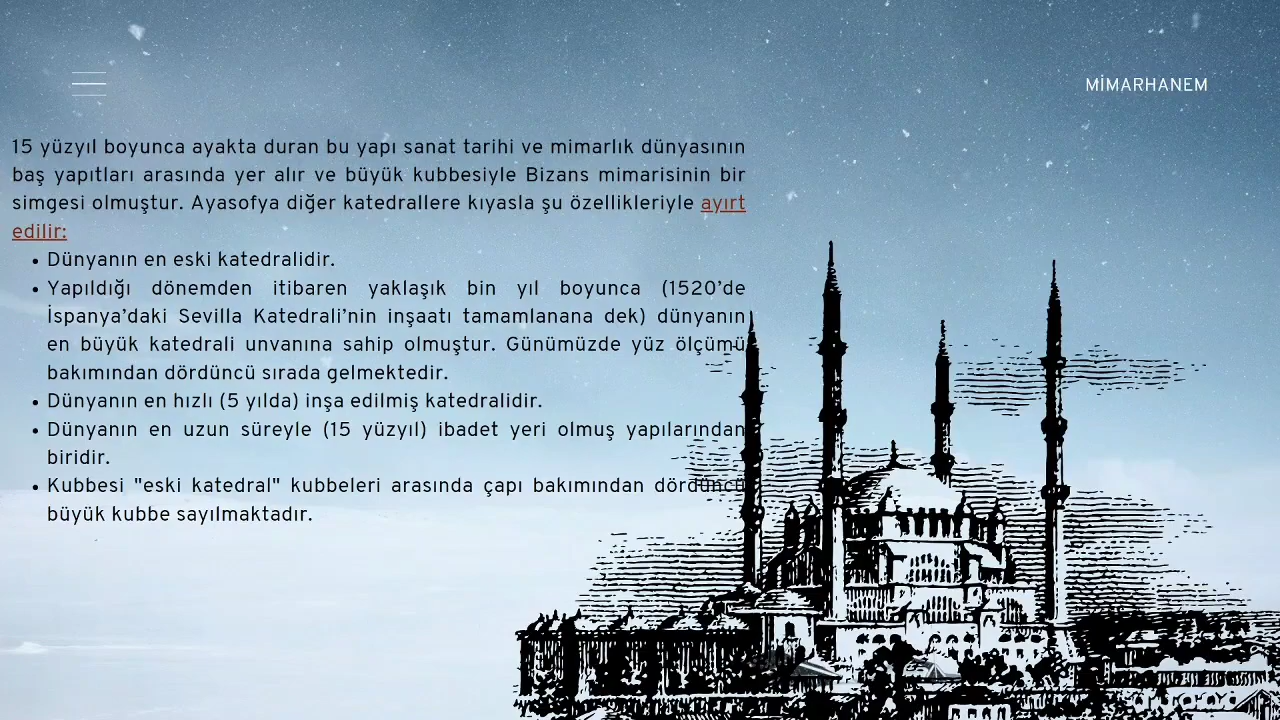 MİMARHANEM
15 yüzyıl boyunca ayakta duran bu yapı sanat tarihi ve mimarlık dünyasının
baş yapıtları arasında yer alır ve büyük kubbesiyle Bizans mimarisinin bir
simgesi olmuştur. Ayasofya diğer katedrallere kıyasla şu özellikleriyle ayırt
edilir:
• Dünyanın en eski katedralidir.
• Yapıldığı dönemden itibaren yaklaşık bin yıl boyunca (1520’de
İspanya’daki Sevilla Katedrali’nin inşaatı tamamlanana dek) dünyanın
en büyük katedrali unvanına sahip olmuştur. Günümüzde yüz ölçümü
bakımından dördüncü sırada gelmektedir.
• Dünyanın en hızlı (5 yılda) inşa edilmiş katedralidir.
• Dünyanın en uzun süreyle (15 yüzyıl) ibadet yeri olmuş yapılarından
biridir.
• Kubbesi "eski katedral" kubbeleri arasında çapı bakımından dördüncü
büyük kubbe sayılmaktadır.